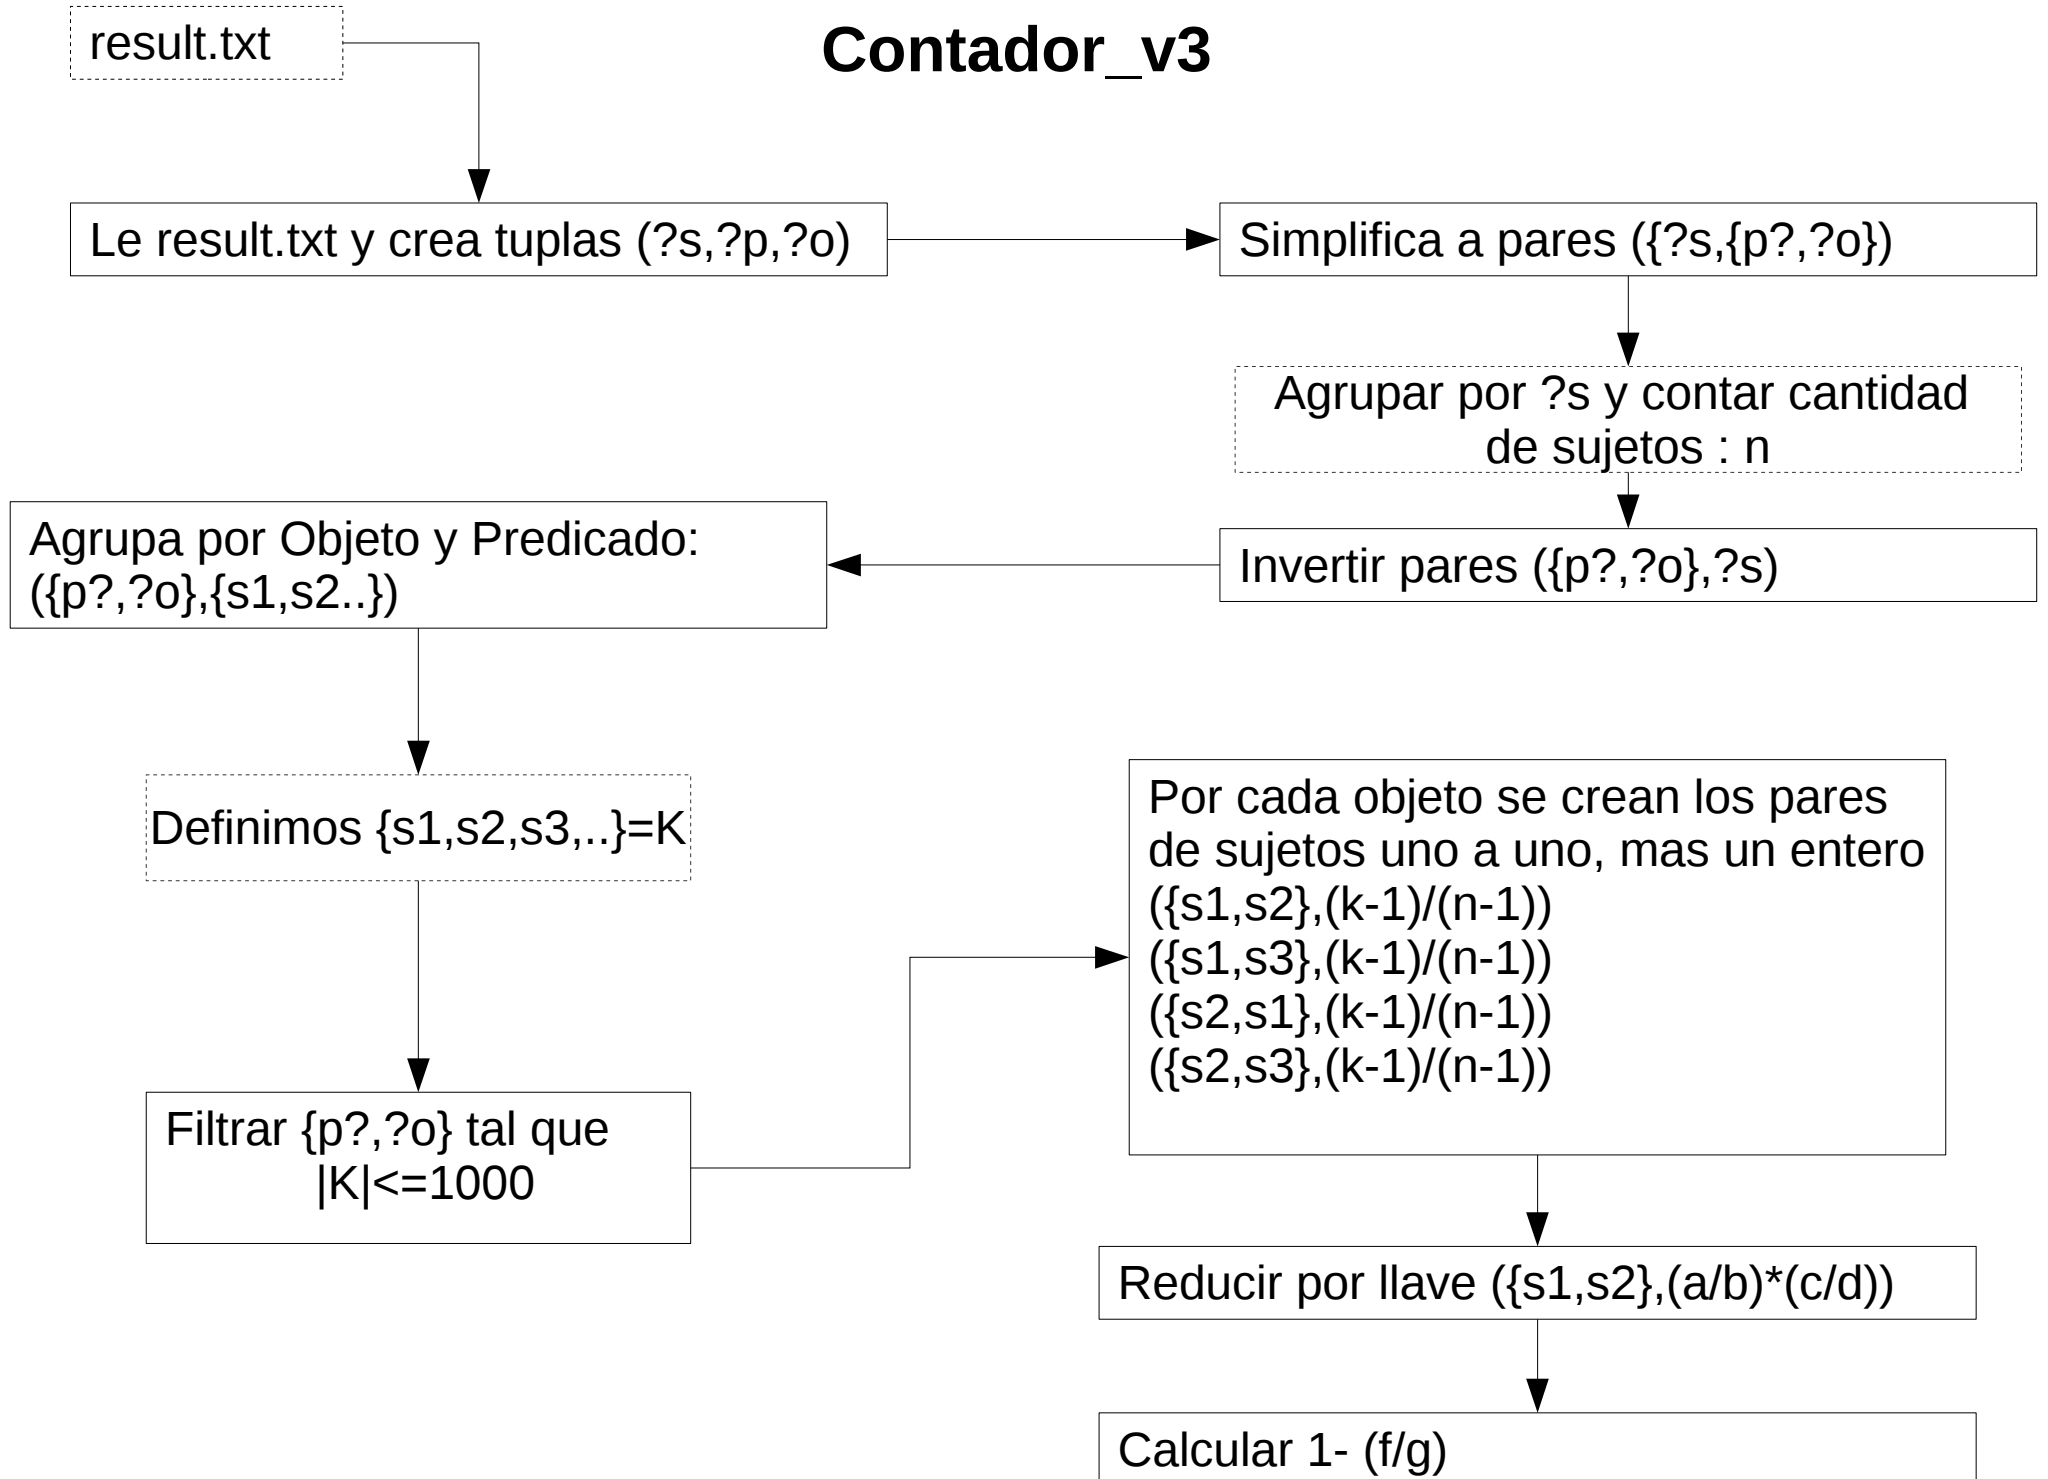 Contador_v3
result.txt
Le result.txt y crea tuplas (?s,?p,?o)
Simplifica a pares ({?s,{p?,?o})
Agrupar por ?s y contar cantidad
de sujetos : n
Invertir pares ({p?,?o},?s)
Agrupa por Objeto y Predicado:
({p?,?o},{s1,s2..})
Definimos {s1,s2,s3,..}=K
Filtrar {p?,?o} tal que
|K|<=1000
Por cada objeto se crean los pares
de sujetos uno a uno, mas un entero
({s1,s2},(k-1)/(n-1))
({s1,s3},(k-1)/(n-1))
({s2,s1},(k-1)/(n-1))
({s2,s3},(k-1)/(n-1))
Reducir por llave ({s1,s2},(a/b)*(c/d))
Calcular 1- (f/g)